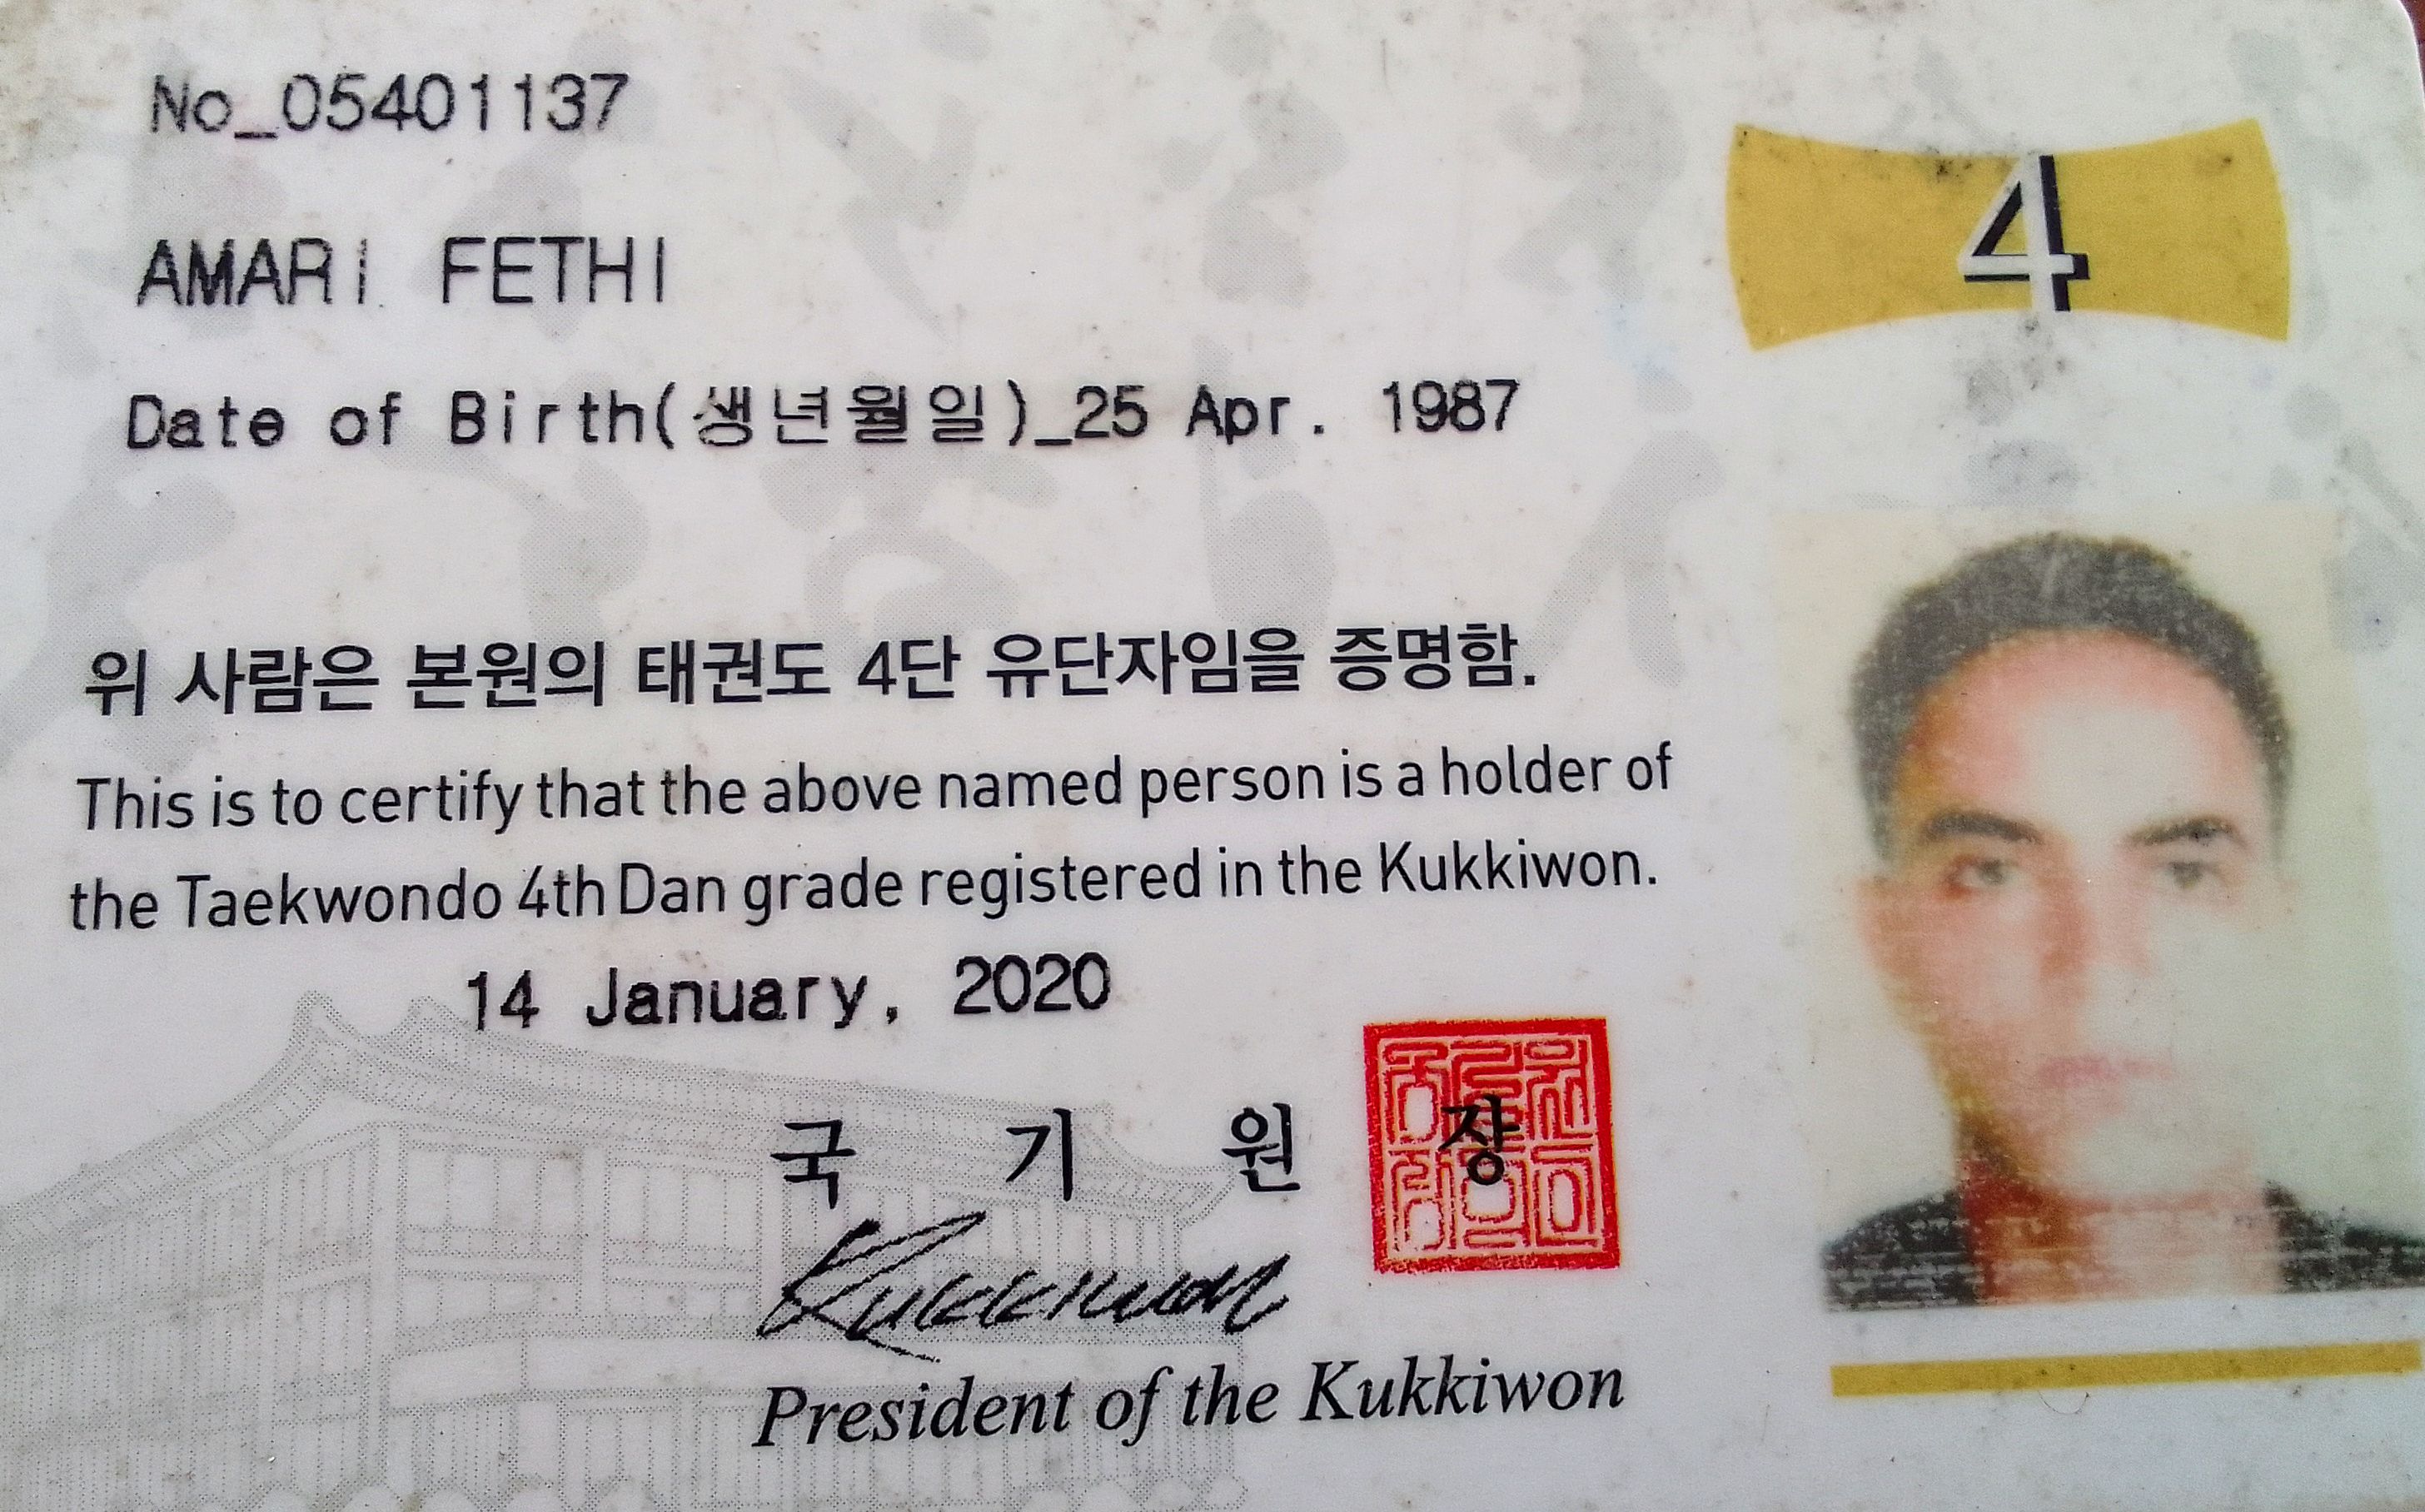 No_05401137
4
AMARI FETHI
Date of Birth(생년월일)_25 Apr. 1987
위 사람은 본원의 태권도 4단 유단자임을 증명함.
This is to certify that the above named person is a holder of
the Taekwondo 4th Dan grade registered in the Kukkiwon.
14 January, 2020
국 기 원 장
Kukkiwon
President of the Kukkiwon